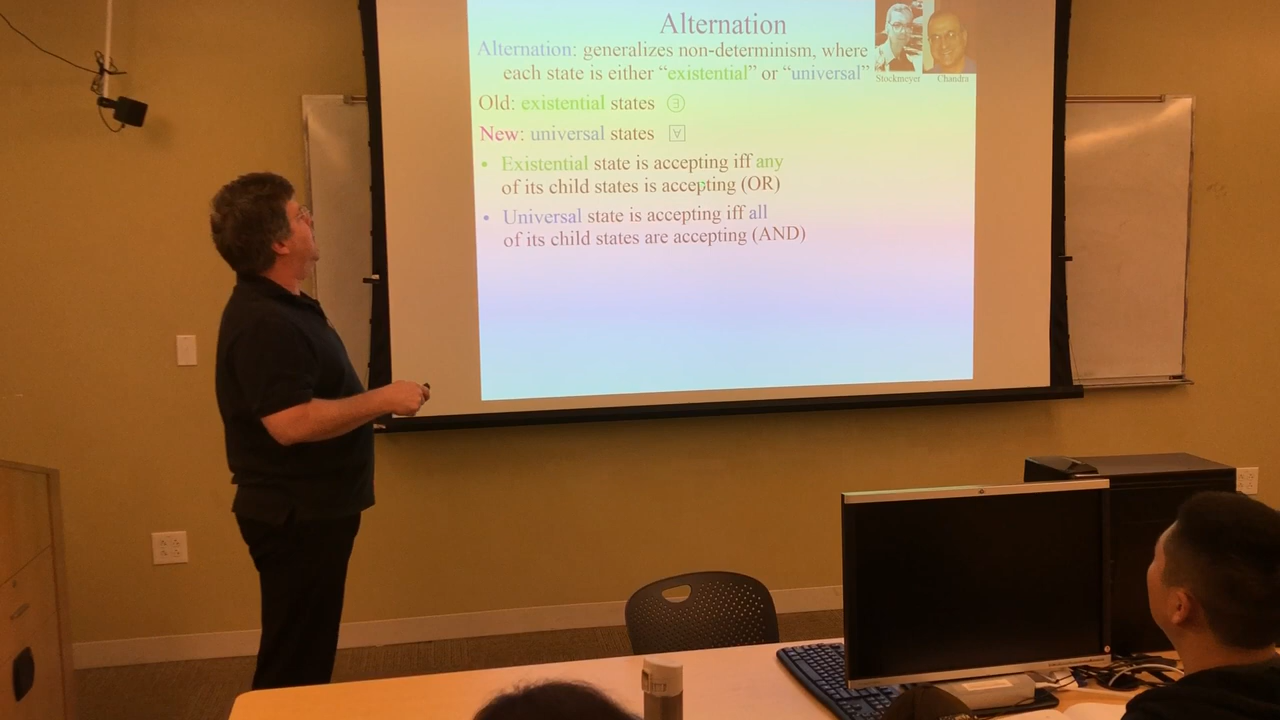 Alternation
Alternation: generalizes non-determinism, where
each state is either “existential” or “universal”
Stockmeyer Chandra
Old: existential states ∃
New: universal states ∀
• Existential state is accepting iff any
of its child states is accepting (OR)
• Universal state is accepting iff all
of its child states are accepting (AND)